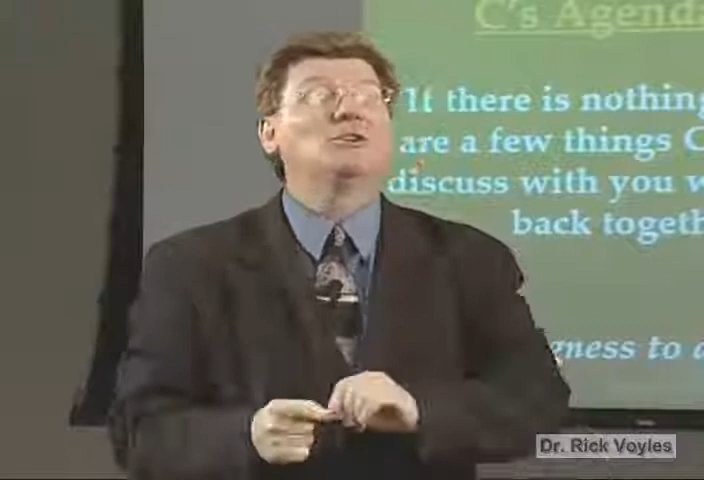 C's Agenda
If there is nothing
are a few things C
discuss with you w
back togeth
gness to a
Dr. Rick Voyles